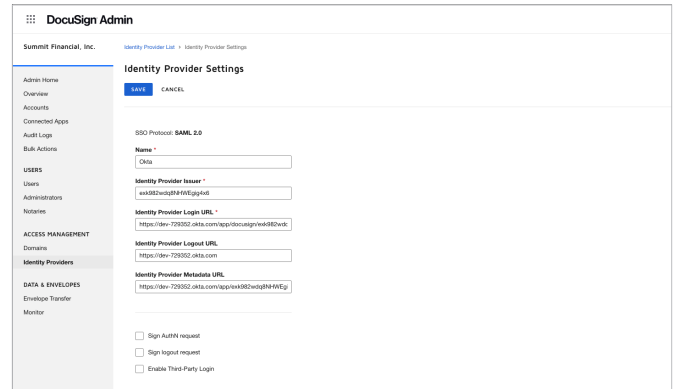 DocuSign Admin
Summit Financial, Inc.
Identity Provider List > Identity Provider Settings
Identity Provider Settings
SAVE CANCEL
Admin Home
Overview
Accounts
Connected Apps
Audit Logs
Bulk Actions
USERS
Users
Administrators
Notaries
ACCESS MANAGEMENT
Domains
Identity Providers
DATA & ENVELOPES
Envelope Transfer
Monitor
SSO Protocol: SAML 2.0
Name *
Okta
Identity Provider Issuer *
exk982wdq8NHWEgig4x6
Identity Provider Login URL *
https://dev-729352.okta.com/app/docusign/exk982wdc
Identity Provider Logout URL
https://dev-729352.okta.com
Identity Provider Metadata URL
https://dev-729352.okta.com/app/exk982wdq8NHWEgi
Sign AuthN request
Sign logout request
Enable Third-Party Login